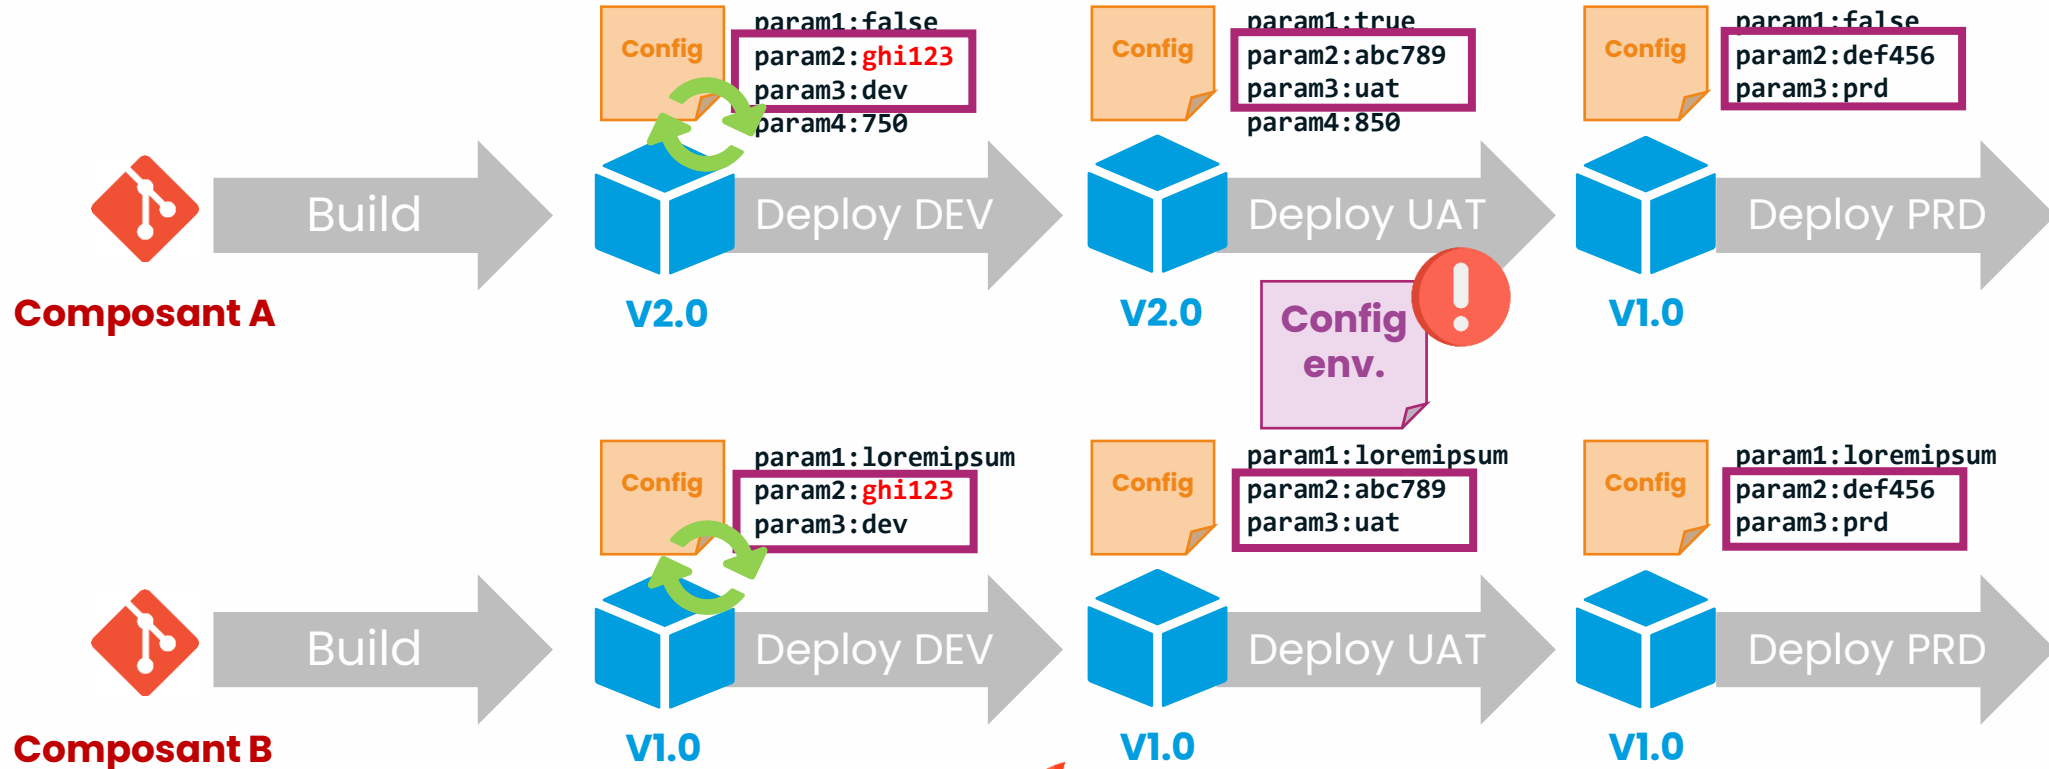 Config
param1:false
param2:ghi123
param3:dev
param4:750
Config
param1:true
param2:abc789
param3:uat
param4:850
Config
param1:false
param2:def456
param3:prd
Build
Deploy DEV
Deploy UAT
Deploy PRD
Composant A
V2.0
V2.0
V1.0
Config
env.
Config
param1:loremipsum
param2:ghi123
param3:dev
Config
param1:loremipsum
param2:abc789
param3:uat
Config
param1:loremipsum
param2:def456
param3:prd
Build
Deploy DEV
Deploy UAT
Deploy PRD
Composant B
V1.0
V1.0
V1.0